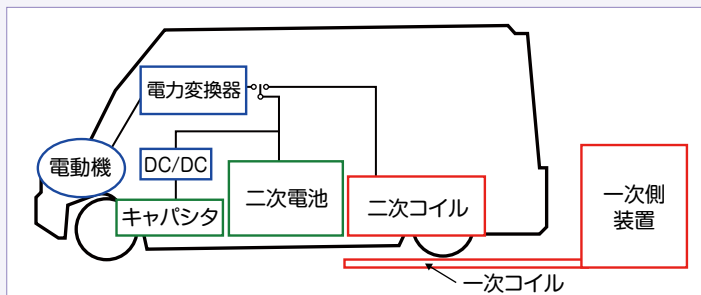 電力変換器
電動機
DC/DC
キャパシタ
二次電池
二次コイル
一次側
装置
一次コイル